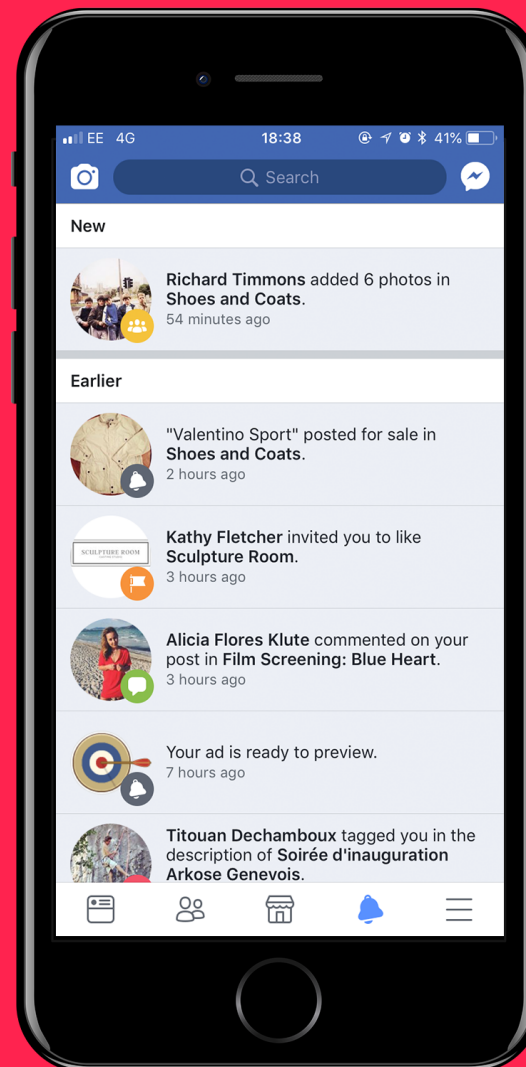 EE 4G 18:38 41%
Search
New
Richard Timmons added 6 photos in
Shoes and Coats.
54 minutes ago
Earlier
"Valentino Sport" posted for sale in
Shoes and Coats.
2 hours ago
SCULPTURE ROOM
Kathy Fletcher invited you to like
Sculpture Room.
3 hours ago
Alicia Flores Klute commented on your
post in Film Screening: Blue Heart.
3 hours ago
Your ad is ready to preview.
7 hours ago
Titouan Dechamboux tagged you in the
description of Soirée d'inauguration
Arkose Genevois.